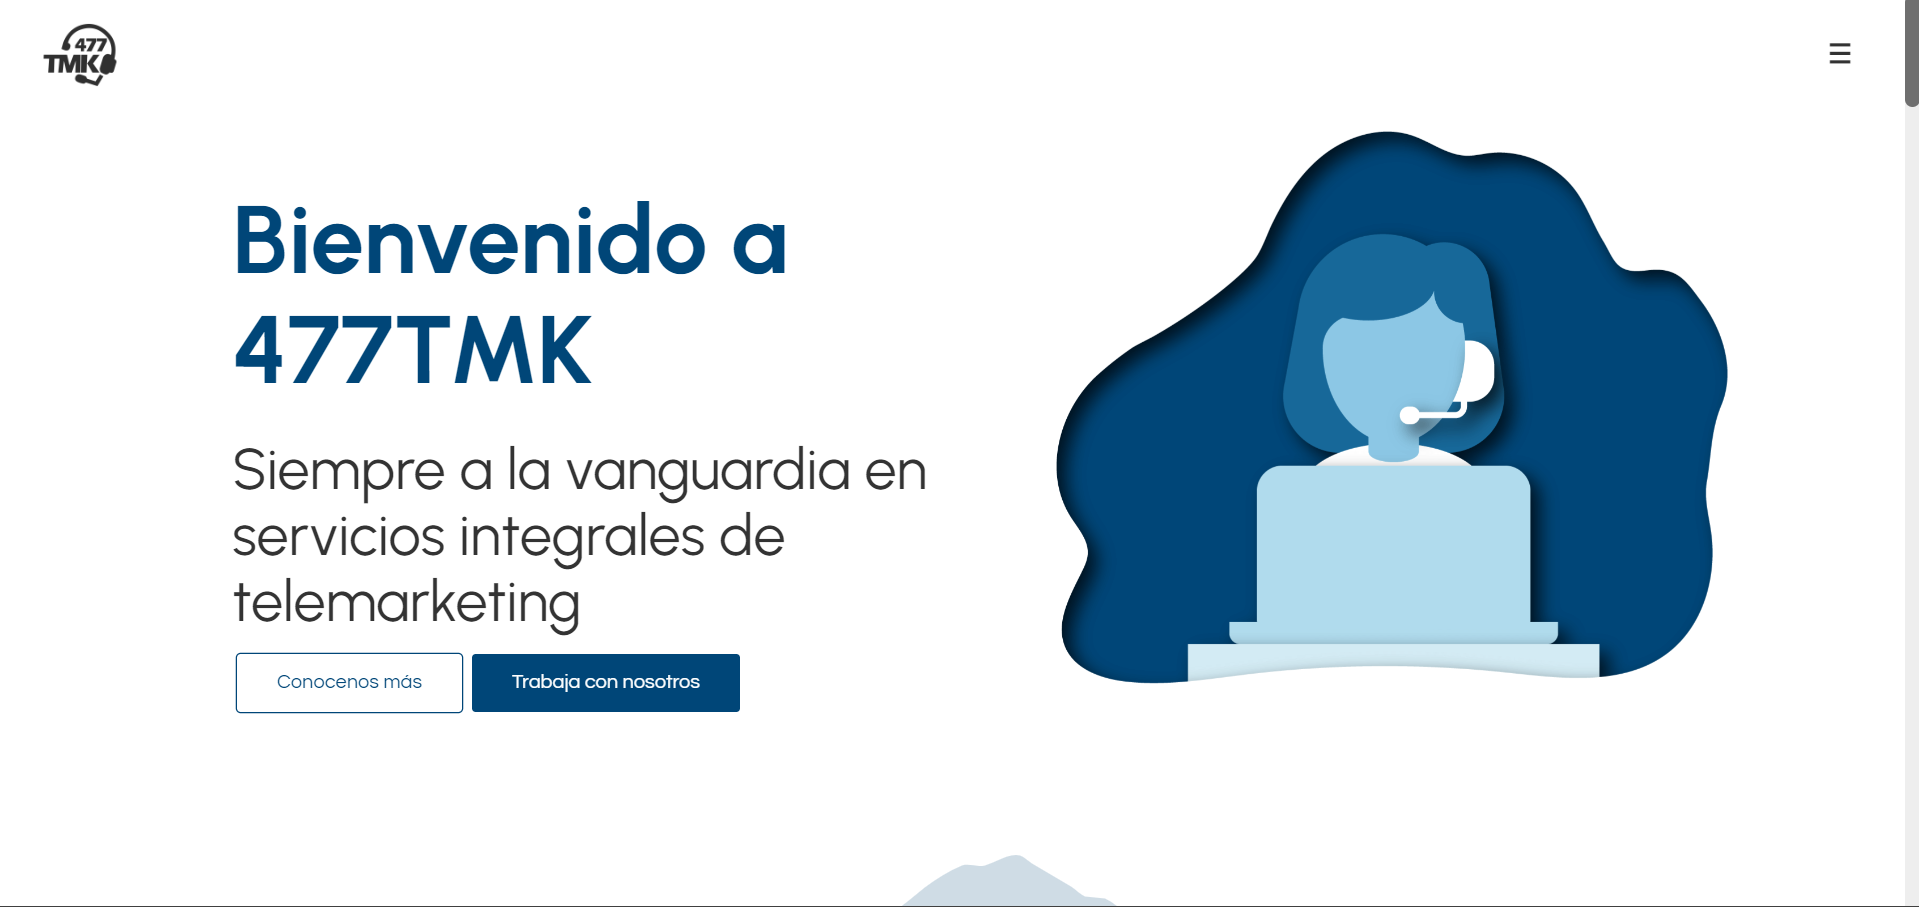 477
TMK
Bienvenido a
477TMK
Siempre a la vanguardia en
servicios integrales de
telemarketing
Conocenos más
Trabaja con nosotros